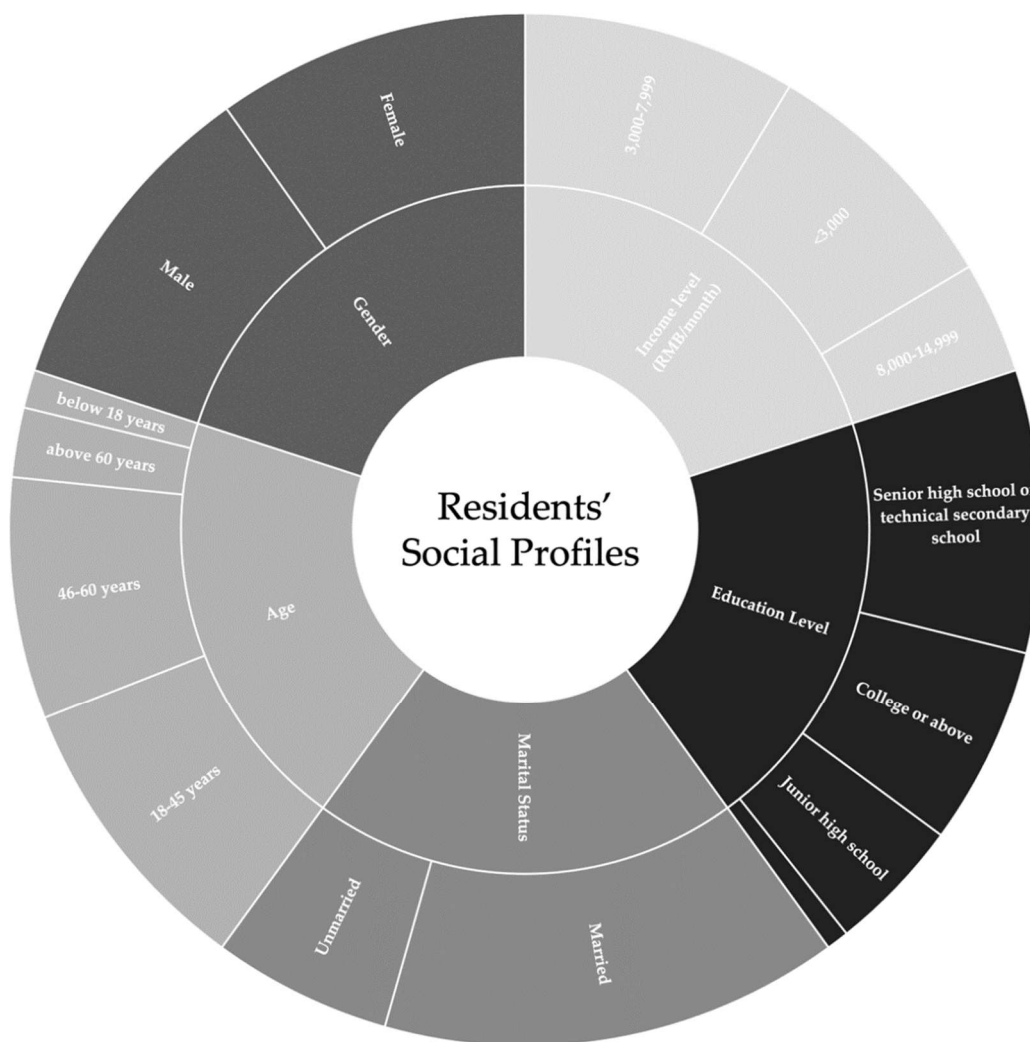 Residents'
Social Profiles
Income level
(RMB/month)
3,000-7,999
<3,000
8,000-14,999
Education Level
Senior high school o
technical secondary
school
College or above
Junior high school
Marital Status
Married
Unmarried
Age
18-45 years
46-60 years
above 60 years
below 18 years
Gender
Male
Female